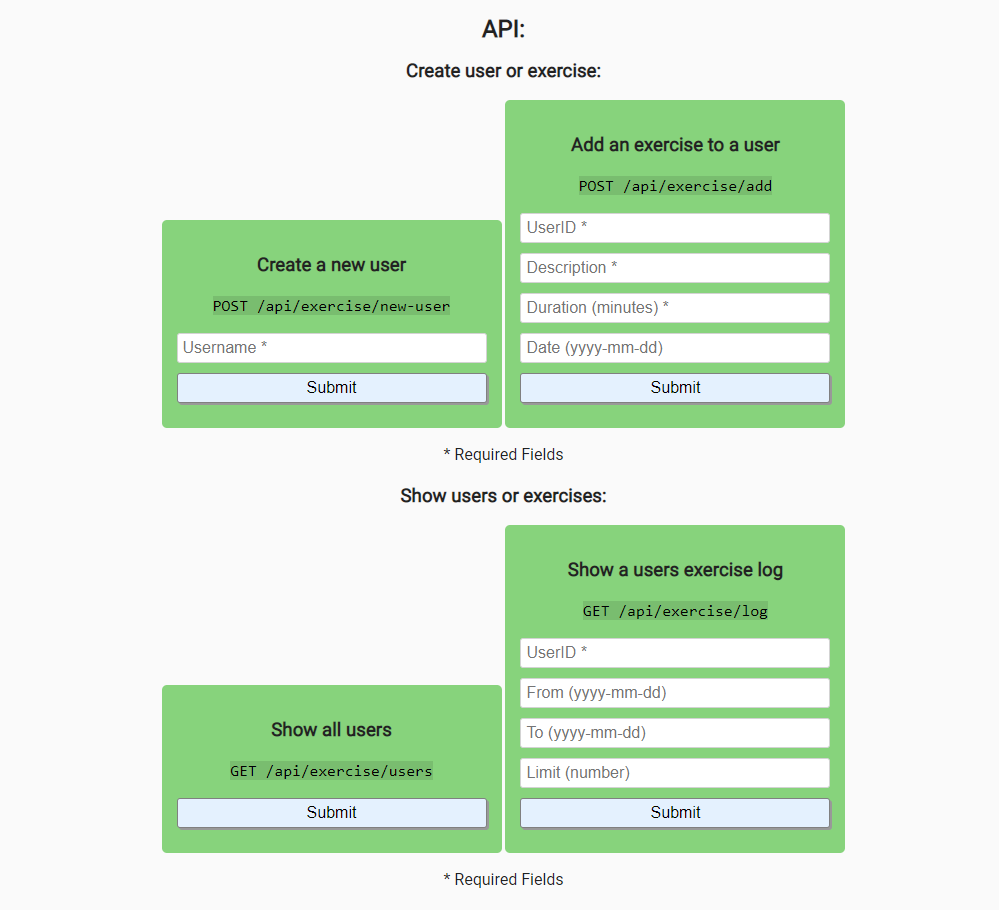 API:
Create user or exercise:
Create a new user
POST /api/exercise/new-user
Username *
Submit
Add an exercise to a user
POST /api/exercise/add
UserID *
Description *
Duration (minutes) *
Date (yyyy-mm-dd)
Submit
* Required Fields
Show users or exercises:
Show all users
GET /api/exercise/users
Submit
Show a users exercise log
GET /api/exercise/log
UserID *
From (yyyy-mm-dd)
To (yyyy-mm-dd)
Limit (number)
Submit
* Required Fields